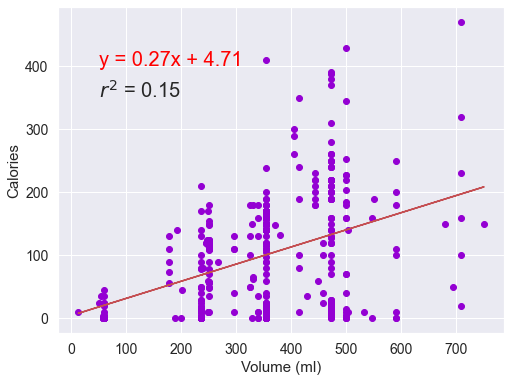 y = 0.27x + 4.71
r² = 0.15
Calories
400
300
200
100
0
0 100 200 300 400 500 600 700
Volume (ml)